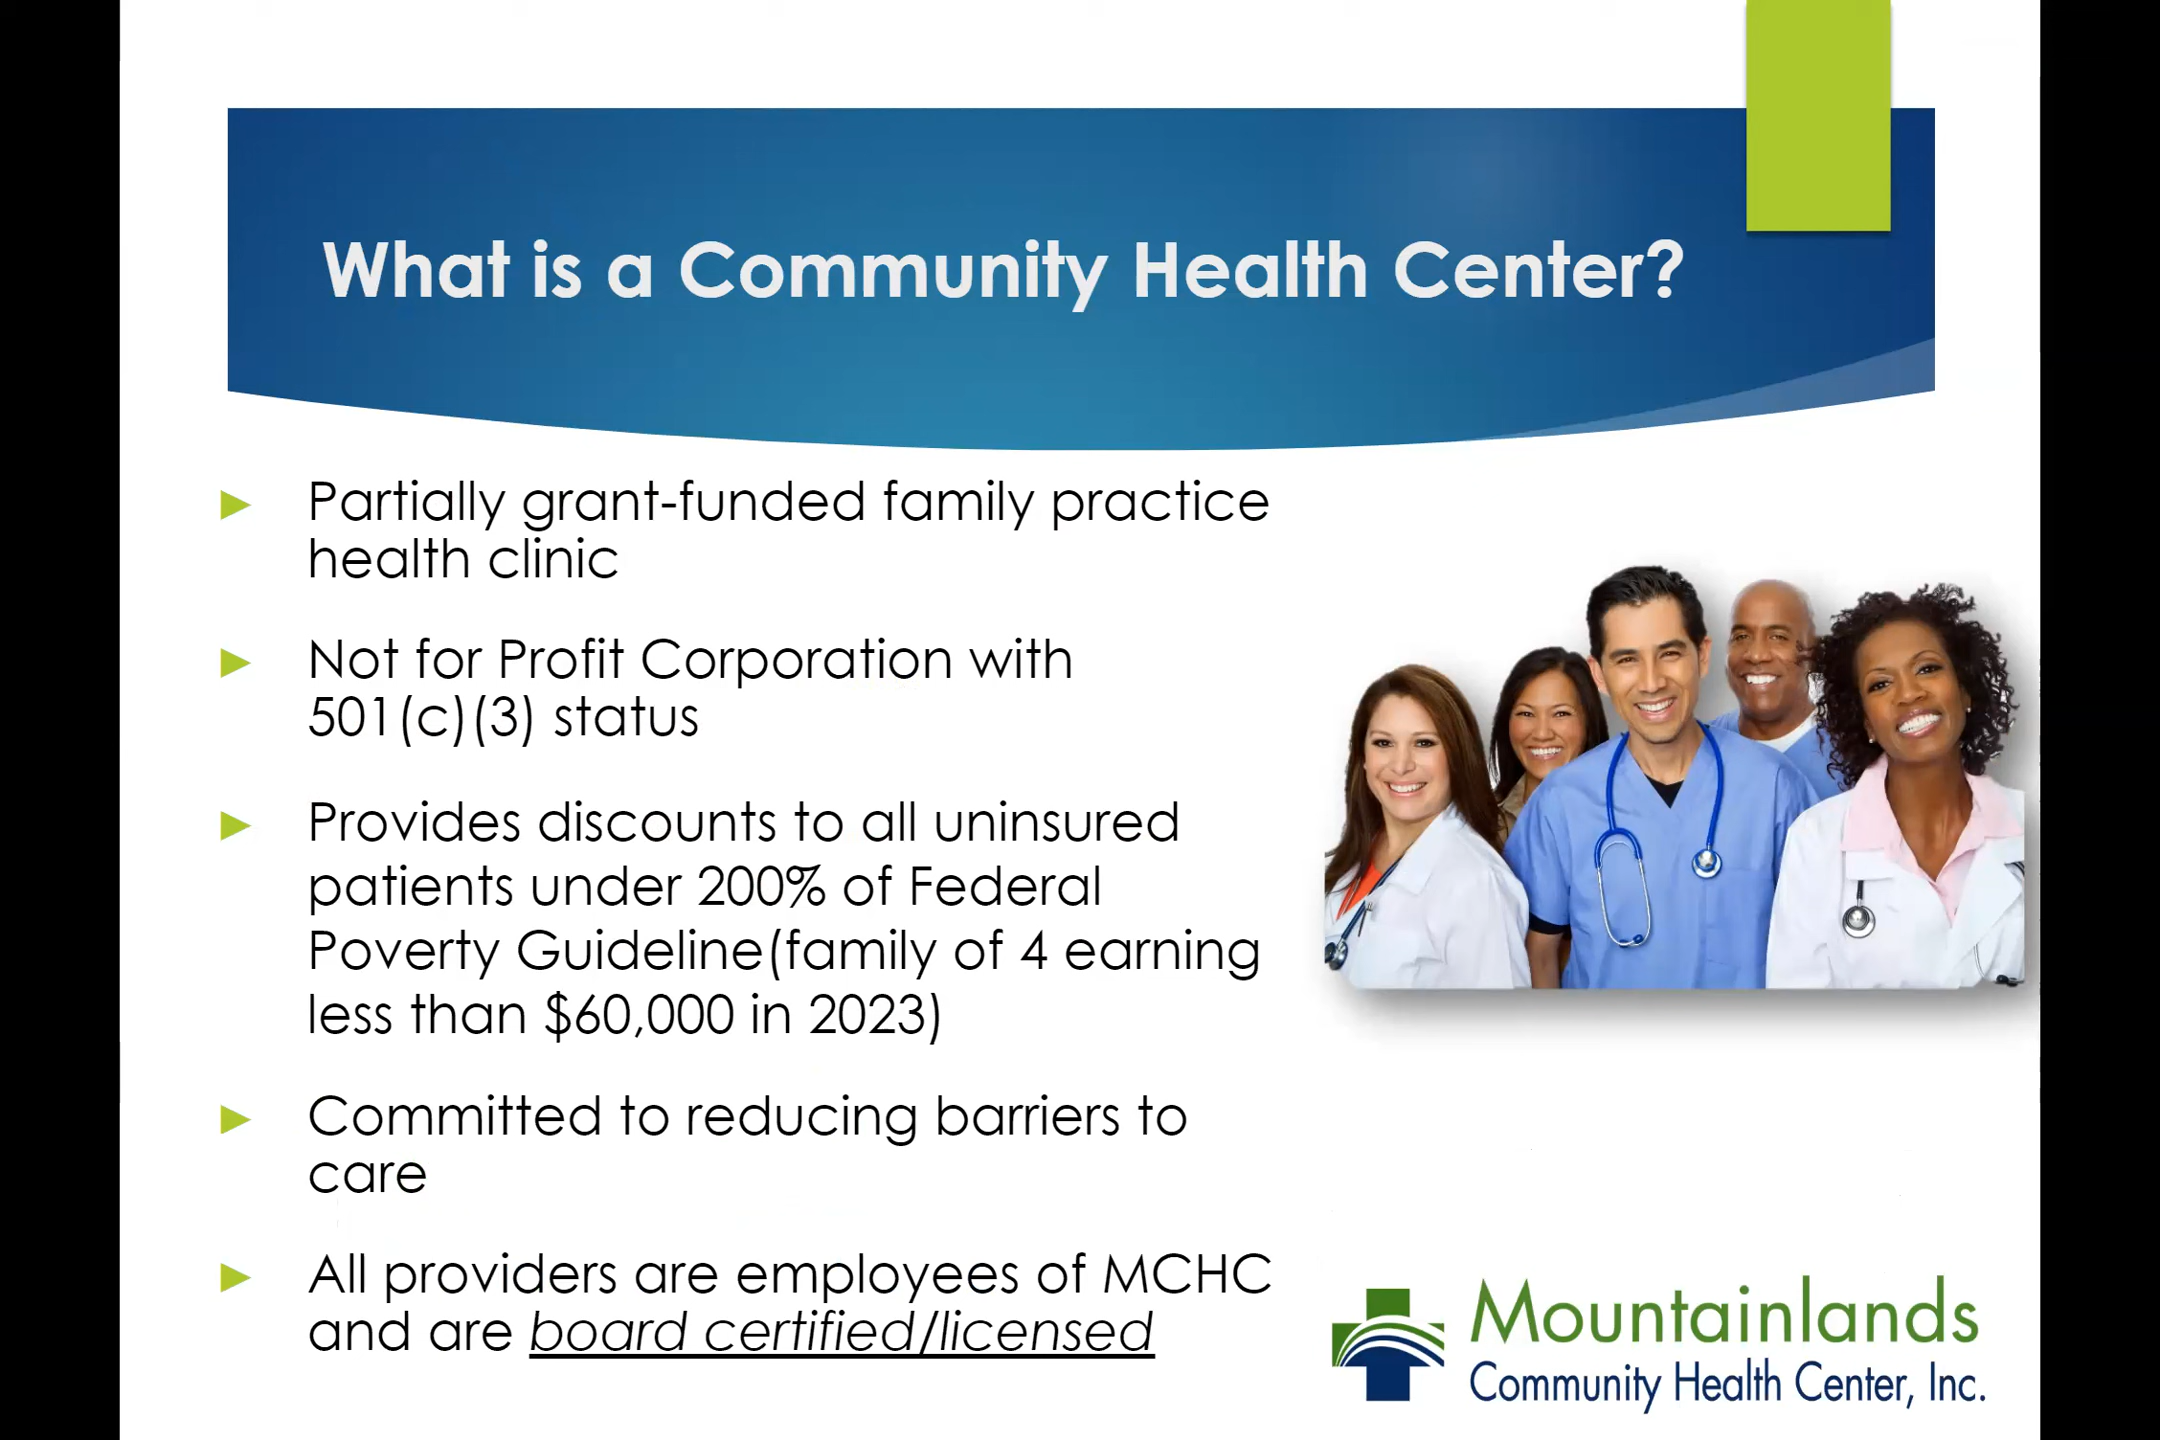 What is a Community Health Center?
Partially grant-funded family practice
health clinic
Not for Profit Corporation with
501(c)(3) status
Provides discounts to all uninsured
patients under 200% of Federal
Poverty Guideline(family of 4 earning
less than $60,000 in 2023)
Committed to reducing barriers to
care
All providers are employees of MCHC
and are board certified/licensed
Mountainlands
Community Health Center, Inc.